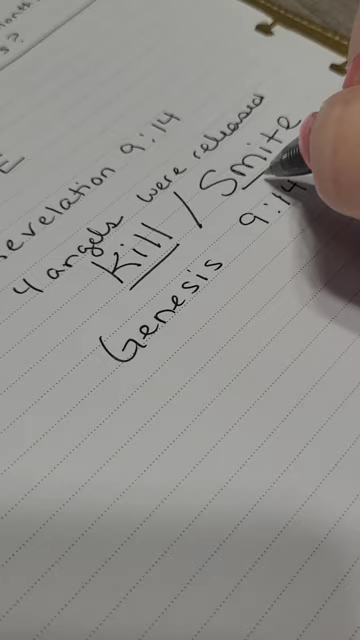 Revelation 9:14
4 angels were released
Kill / Smite
Genesis 9:14